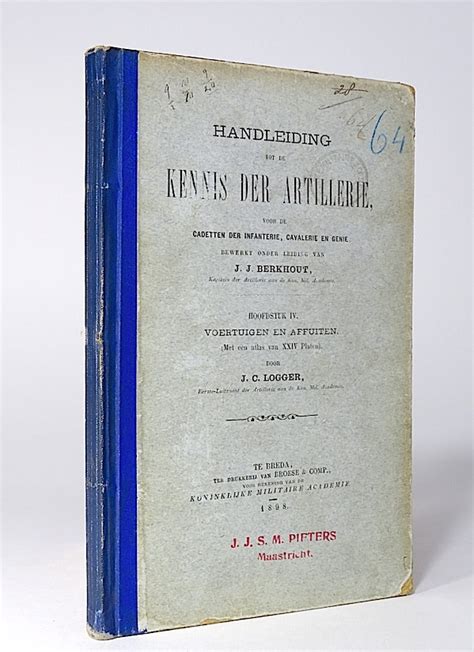 28
64
HANDLEIDING
TOT DE
KENNIS DER ARTILLERIE,
VOOR DE
CADETTEN DER INFANTERIE, CAVALERIE EN GENIE.
BEWERKT ONDER LEIDING VAN
J. J. BERKHOUT,
Kapitein der Artillerie aan de Kon. Mil. Academie.
HOOFDSTUK IV.
VOERTUIGEN EN AFFUITEN.
(Met een atlas van XXIV Platen).
DOOR
J. C. LOGGER,
Eerste-Luitenant der Artillerie aan de Kon. Mil. Academie.
TE BREDA,
TER DRUKKERIJ VAN BROESE & COMP.,
VOOR REKENING VAN DE
KONINKLIJKE MILITAIRE ACADEMIE
1898.
J. J. S. M. PIETERS
Maastricht.